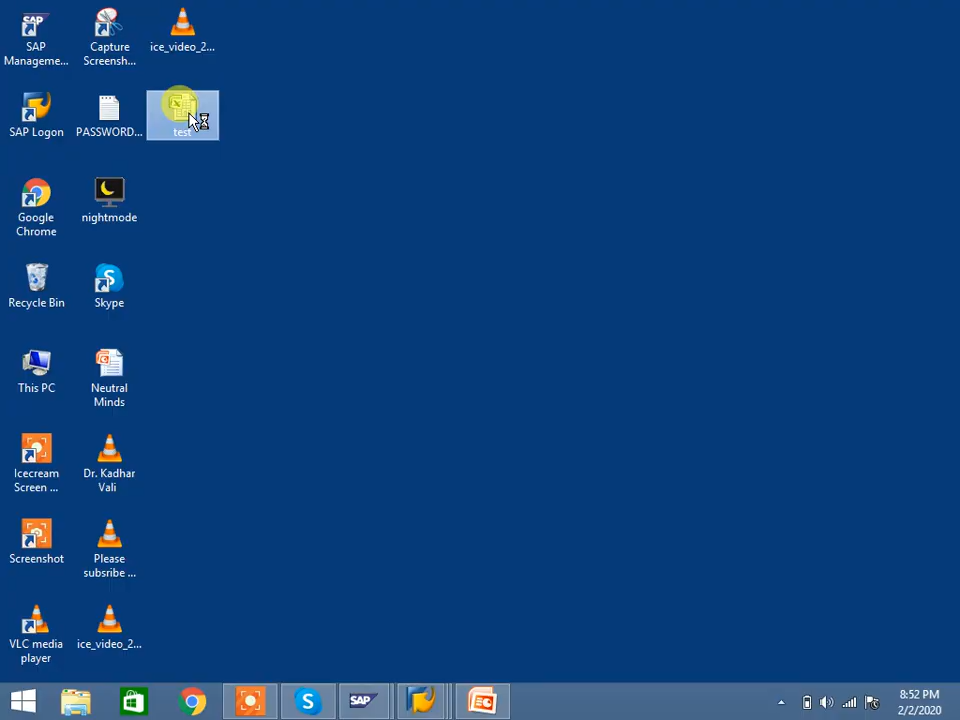 SAP
Manageme...
Capture
Screensh...
ice_video_2...
SAP Logon
PASSWORD...
test
Google
Chrome
nightmode
Recycle Bin
Skype
This PC
Neutral
Minds
Icecream
Screen ...
Dr. Kadhar
Vali
Screenshot
Please
subsribe ...
VLC media
player
ice_video_2...
SAP
8:52 PM
2/2/2020